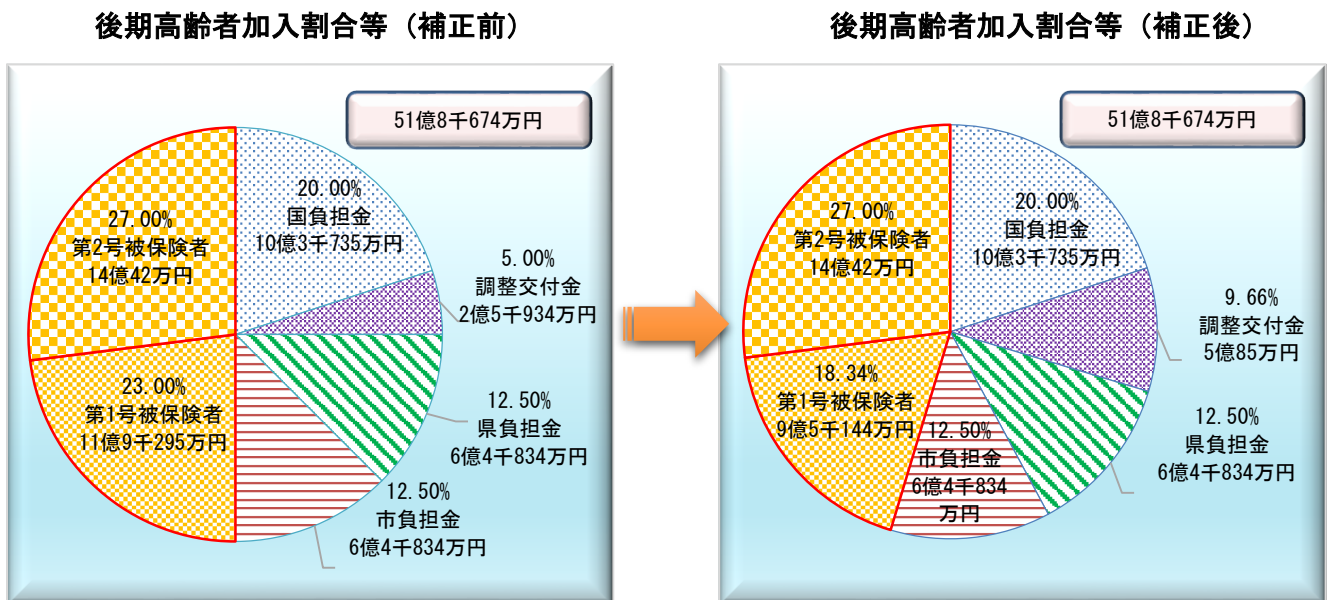 後期高齢者加入割合等（補正前）
51億8千674万円
20.00%
国負担金
10億3千735万円
5.00%
調整交付金
2億5千934万円
12.50%
県負担金
6億4千834万円
12.50%
市負担金
6億4千834万円
23.00%
第1号被保険者
11億9千295万円
27.00%
第2号被保険者
14億42万円
後期高齢者加入割合等（補正後）
51億8千674万円
20.00%
国負担金
10億3千735万円
9.66%
調整交付金
5億85万円
12.50%
県負担金
6億4千834万円
12.50%
市負担金
6億4千834
万円
18.34%
第1号被保険者
9億5千144万円
27.00%
第2号被保険者
14億42万円